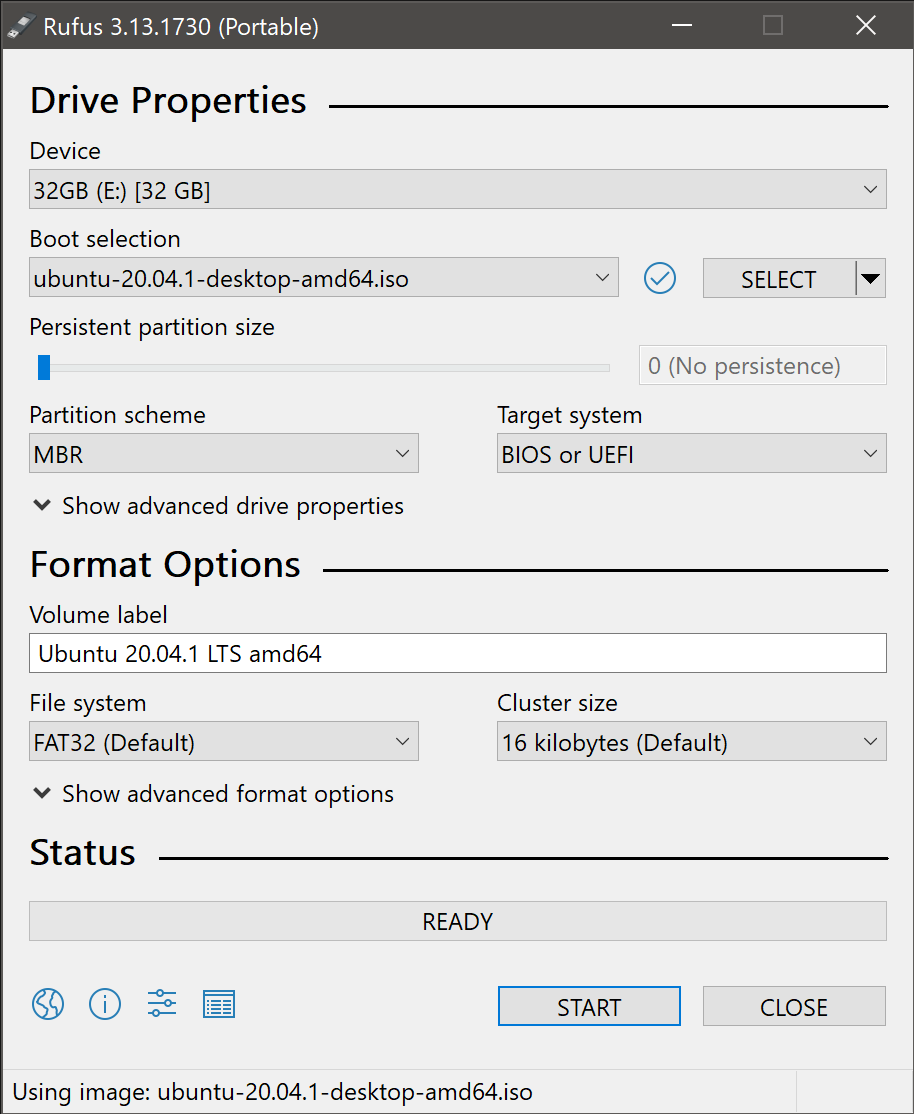 Rufus 3.13.1730 (Portable)
Drive Properties
Device
32GB (E:) [32 GB]
Boot selection
ubuntu-20.04.1-desktop-amd64.iso
SELECT
Persistent partition size
0 (No persistence)
Partition scheme
Target system
MBR
BIOS or UEFI
Show advanced drive properties
Format Options
Volume label
Ubuntu 20.04.1 LTS amd64
File system
Cluster size
FAT32 (Default)
16 kilobytes (Default)
Show advanced format options
Status
READY
START
CLOSE
Using image: ubuntu-20.04.1-desktop-amd64.iso